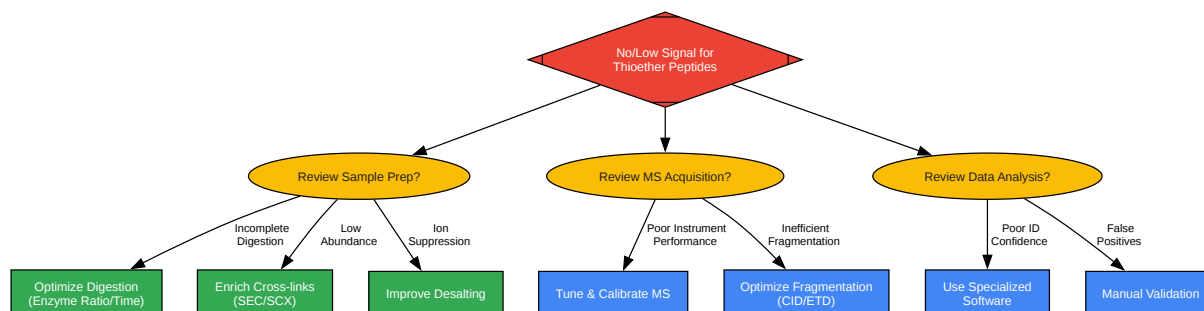 No/Low Signal for
Thioether Peptides
Review Sample Prep?
Review MS Acquisition?
Review Data Analysis?
Incomplete
Digestion
Low
Abundance
Ion
Suppression
Poor Instrument
Performance
Inefficient
Fragmentation
Poor ID
Confidence
False
Positives
Optimize Digestion
(Enzyme Ratio/Time)
Enrich Cross-links
(SEC/SCX)
Improve Desalting
Tune & Calibrate MS
Optimize Fragmentation
(CID/ETD)
Use Specialized
Software
Manual Validation